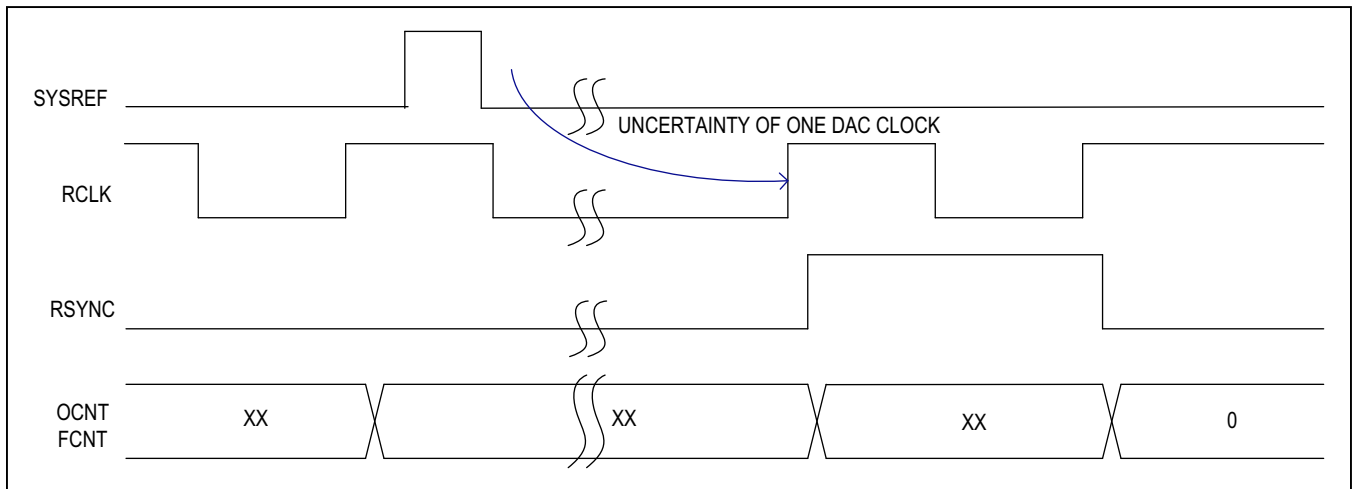 SYSREF
UNCERTAINTY OF ONE DAC CLOCK
RCLK
RSYNC
OCNT
FCNT
XX
XX
XX
0